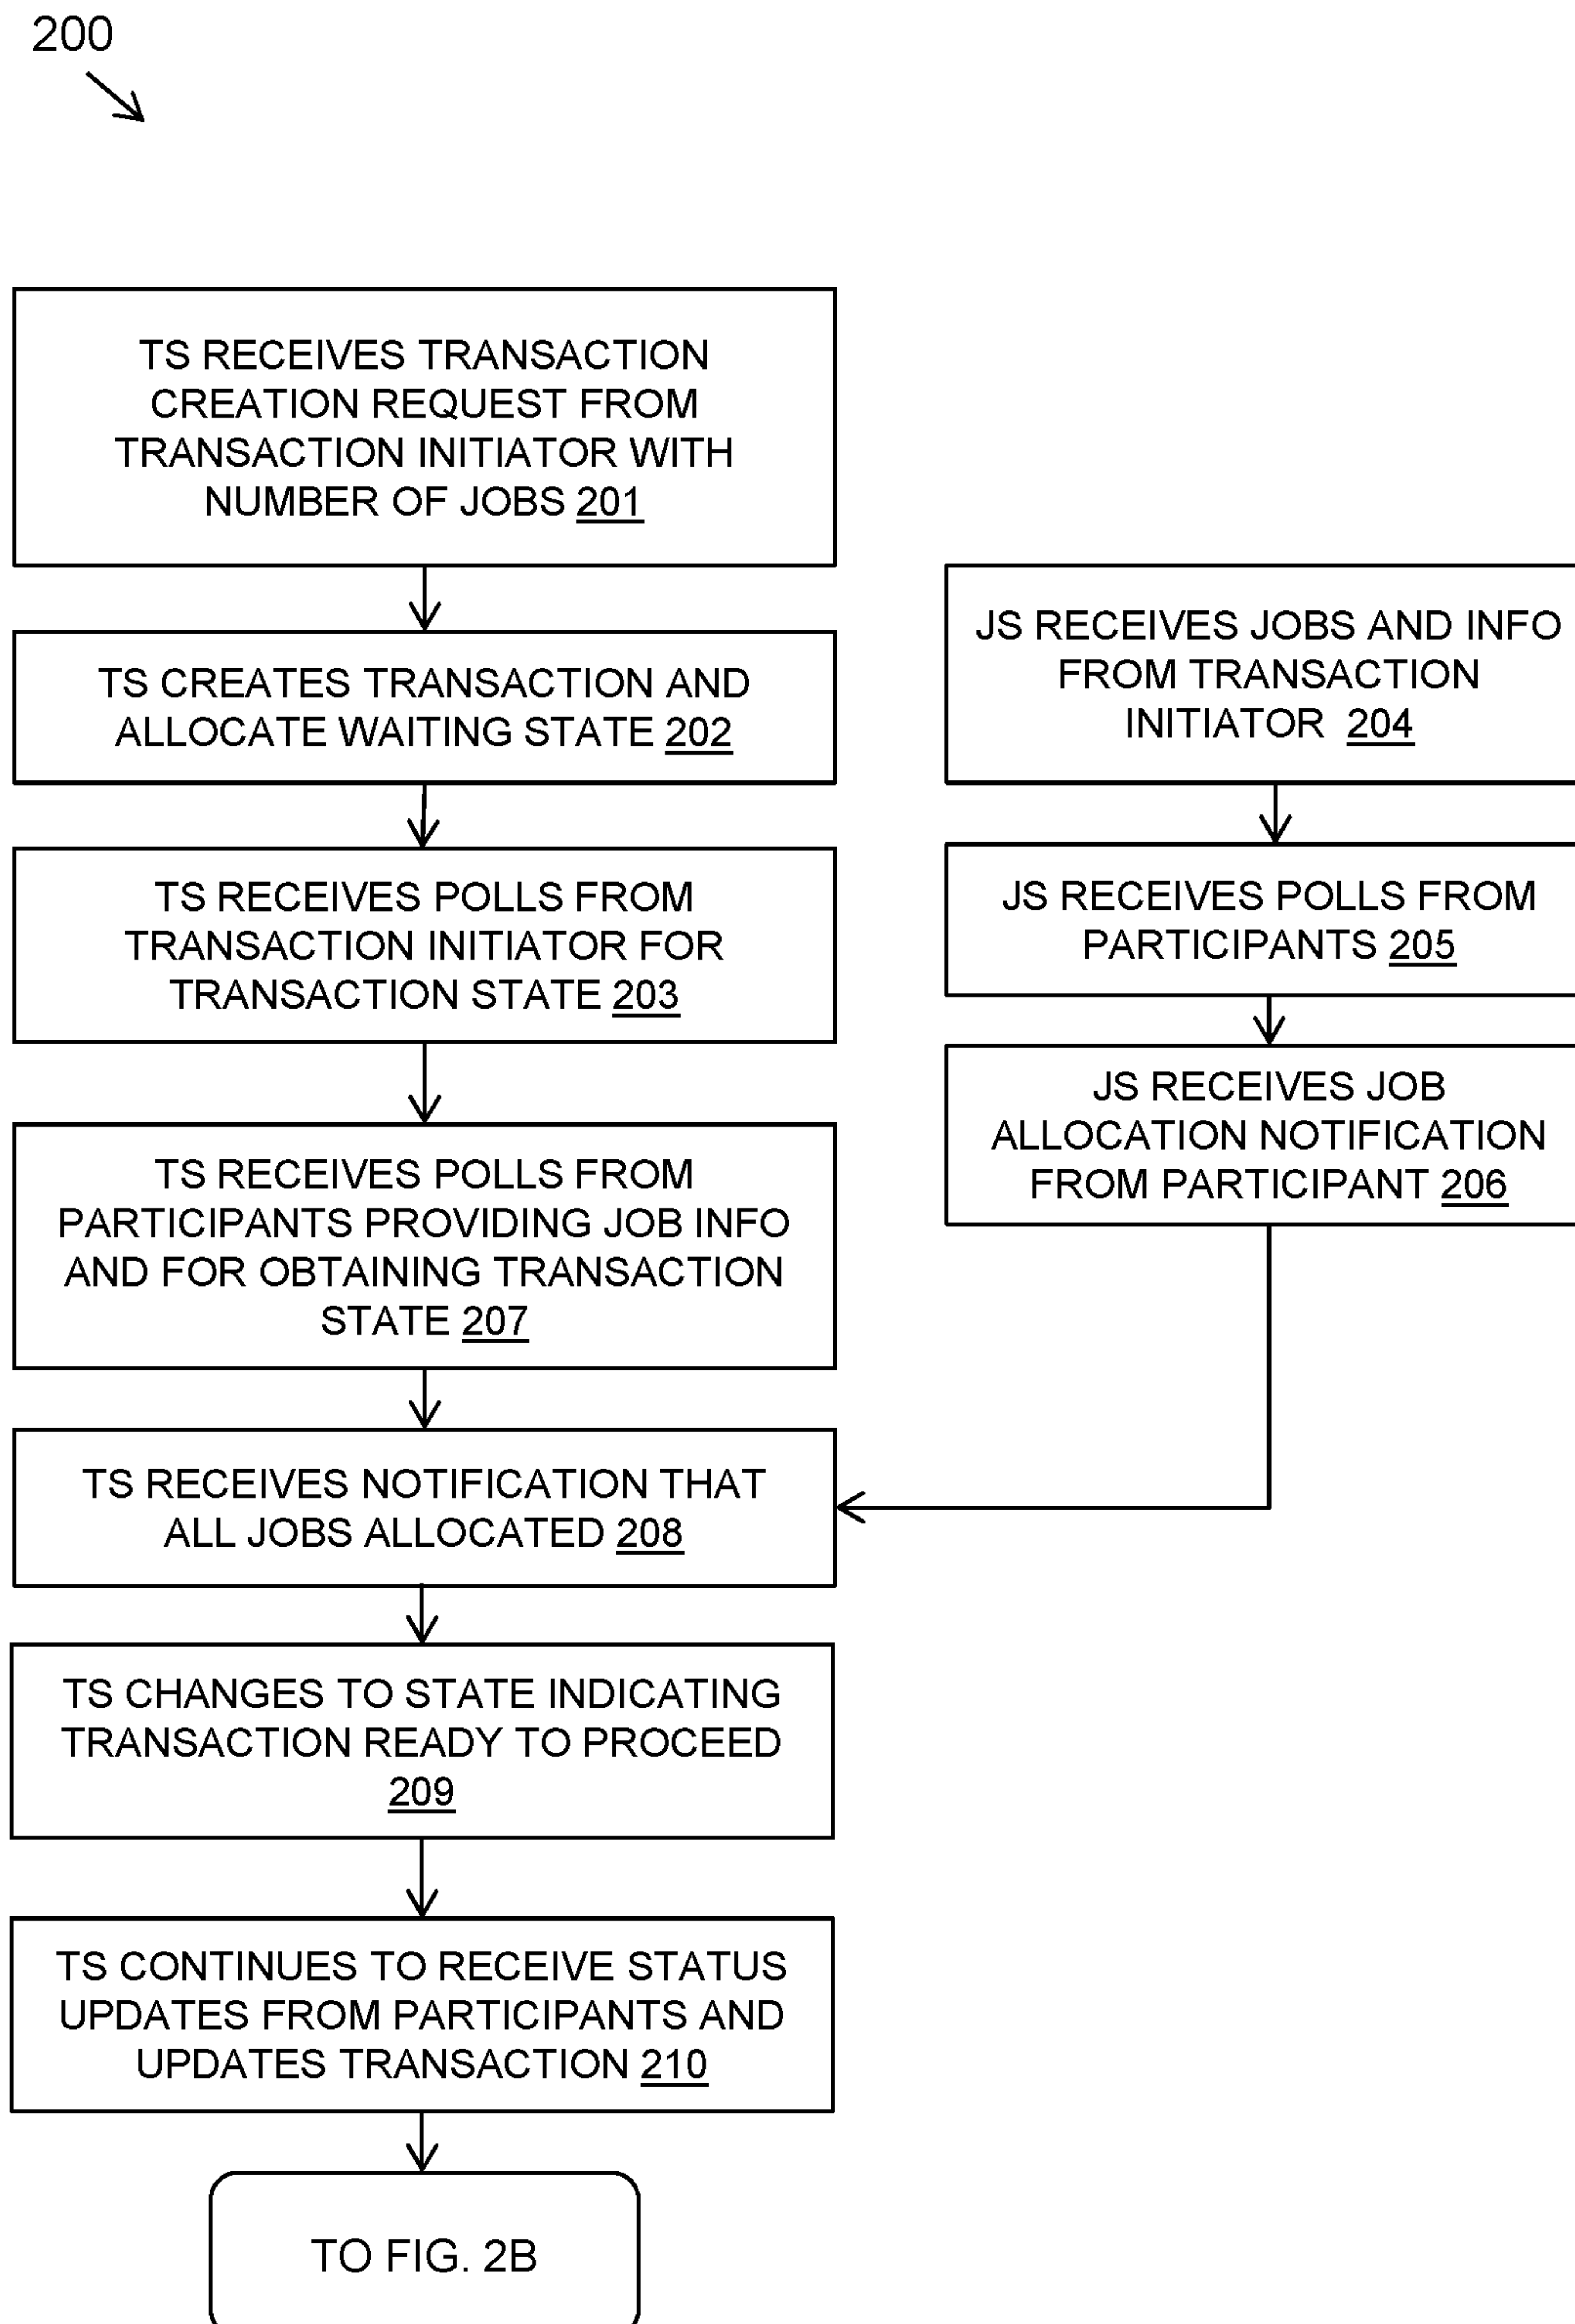 200
TS RECEIVES TRANSACTION
CREATION REQUEST FROM
TRANSACTION INITIATOR WITH
NUMBER OF JOBS 201
TS CREATES TRANSACTION AND
ALLOCATE WAITING STATE 202
TS RECEIVES POLLS FROM
TRANSACTION INITIATOR FOR
TRANSACTION STATE 203
JS RECEIVES JOBS AND INFO
FROM TRANSACTION
INITIATOR 204
JS RECEIVES POLLS FROM
PARTICIPANTS 205
JS RECEIVES JOB
ALLOCATION NOTIFICATION
FROM PARTICIPANT 206
TS RECEIVES POLLS FROM
PARTICIPANTS PROVIDING JOB INFO
AND FOR OBTAINING TRANSACTION
STATE 207
TS RECEIVES NOTIFICATION THAT
ALL JOBS ALLOCATED 208
TS CHANGES TO STATE INDICATING
TRANSACTION READY TO PROCEED
209
TS CONTINUES TO RECEIVE STATUS
UPDATES FROM PARTICIPANTS AND
UPDATES TRANSACTION 210
TO FIG. 2B